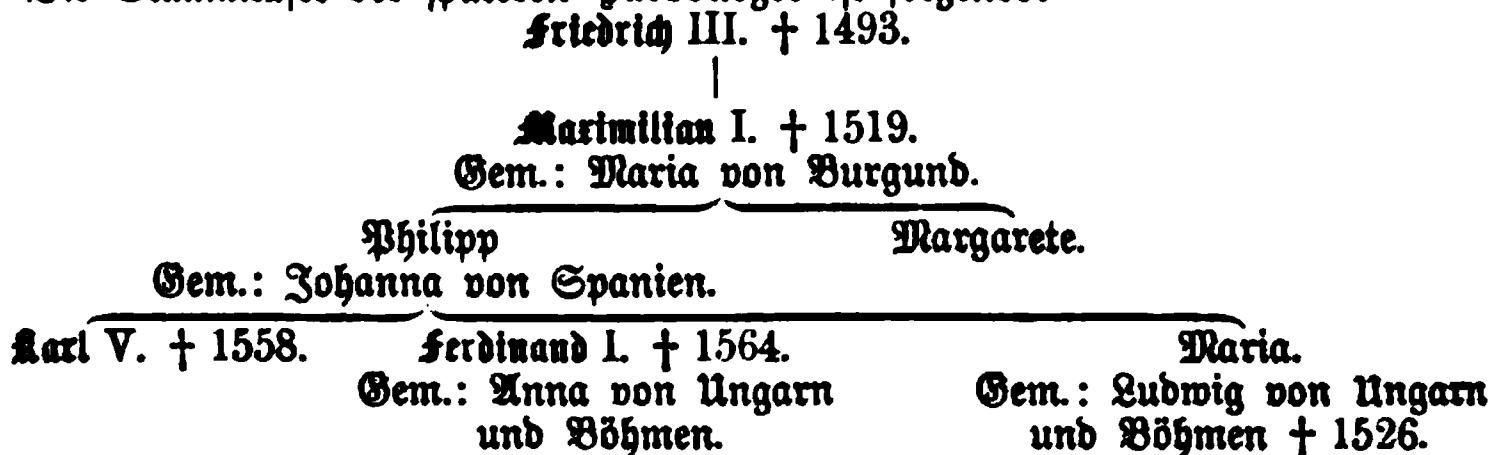 Friedrich III. † 1493.
Maximilian I. † 1519.
Gem.: Maria von Burgund.
Philipp Margarete.
Gem.: Johanna von Spanien.
Karl V. † 1558. Ferdinand I. † 1564. Maria.
Gem.: Anna von Ungarn Gem.: Ludwig von Ungarn
und Böhmen. und Böhmen † 1526.